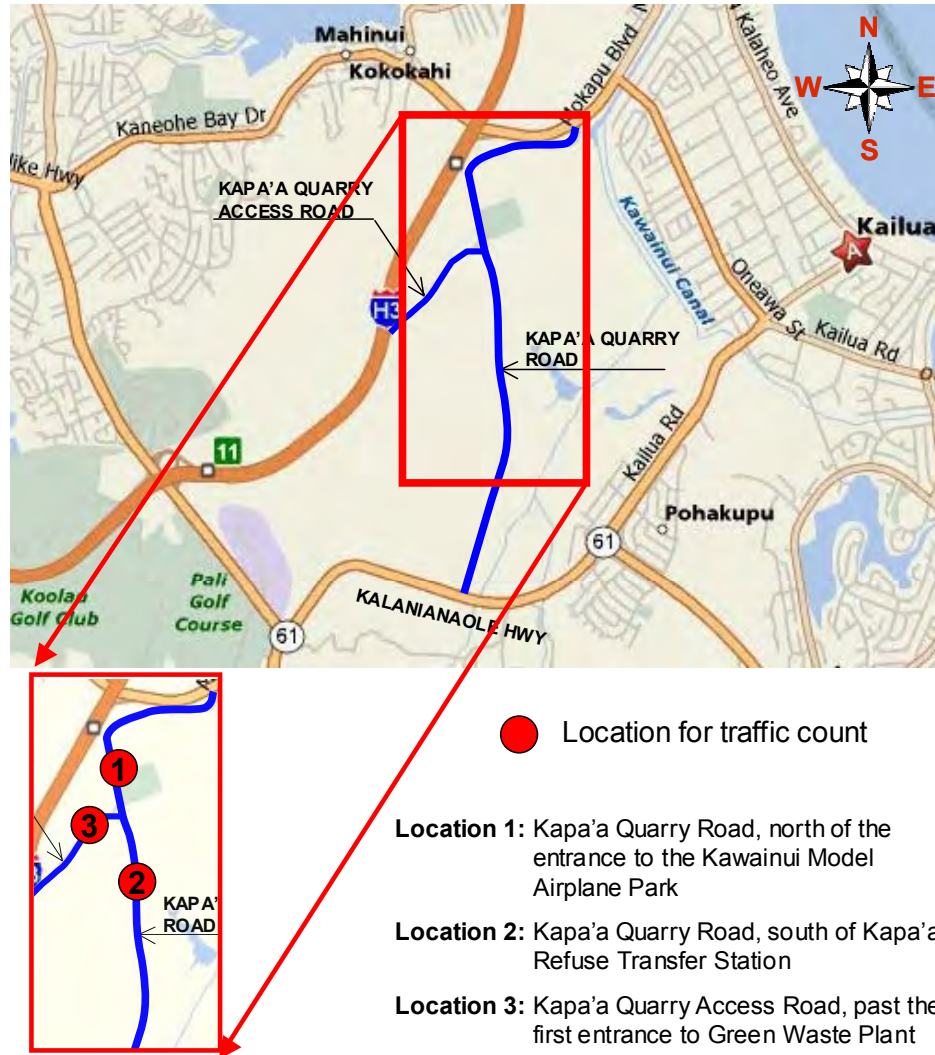 N
W E
S
Mahinui
Kokokahi
Mokapu Blvd
N Kalaheo Ave
Kaneohe Bay Dr
like Hwy
KAPA'A QUARRY
ACCESS ROAD
Kawainui Canal
Kailua
A
Oneawa St
Kailua Rd
H3
KAPA'A QUARRY
ROAD
11
Kailua Rd
Pohakupu
61
Koolau
Golf Club
Pali
Golf
Course
61
KALANIANAOLE HWY
1
3
2
KAPA'
ROAD
Location for traffic count
Location 1: Kapa'a Quarry Road, north of the
entrance to the Kawainui Model
Airplane Park
Location 2: Kapa'a Quarry Road, south of Kapa'a
Refuse Transfer Station
Location 3: Kapa'a Quarry Access Road, past the
first entrance to Green Waste Plant